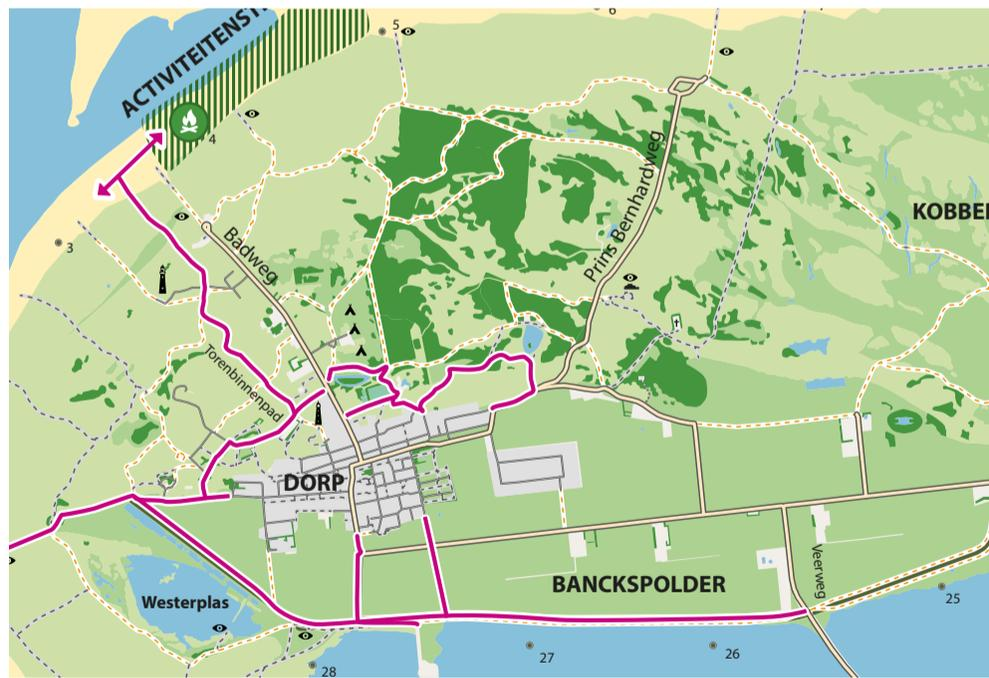 5
6
ACTIVITEITENST
4
Prins Bernhardweg
KOBBE
3
Badweg
Torenbinnenpad
DORP
BANCKSPOLDER
Veerweg
Westerplas
25
26
27
28